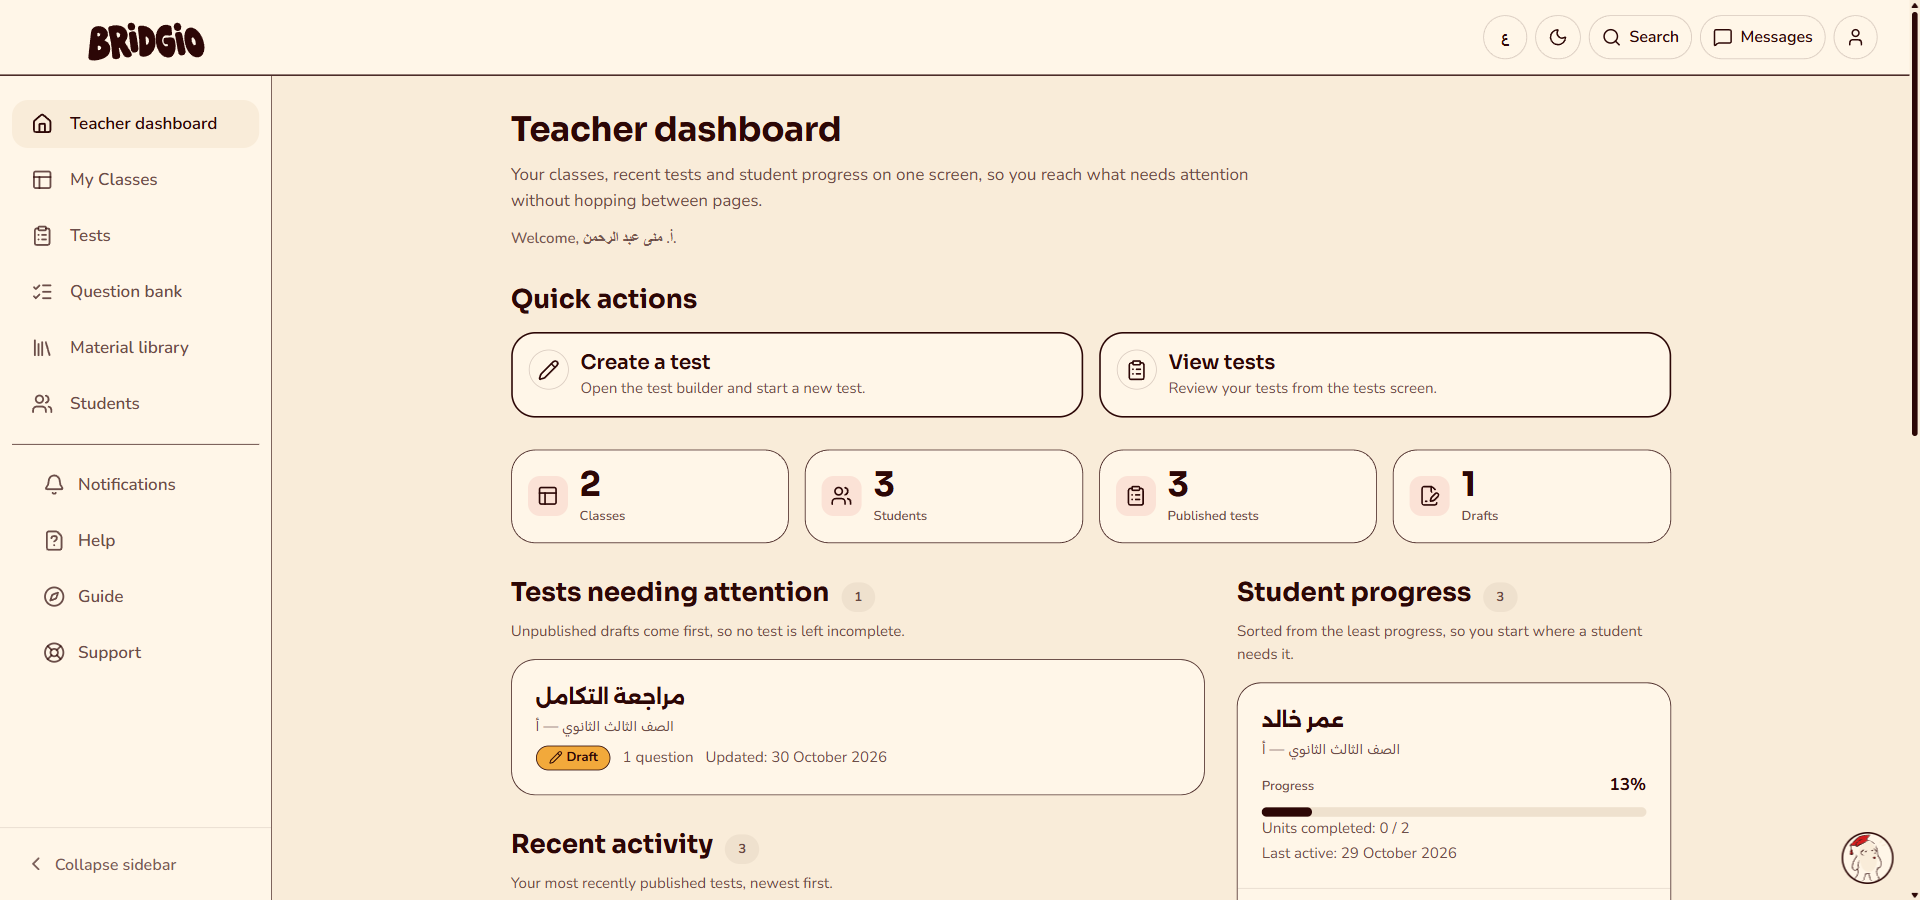 BRiDGiO
ع
Search
Messages
Teacher dashboard
My Classes
Tests
Question bank
Material library
Students
Notifications
Help
Guide
Support
Collapse sidebar
Teacher dashboard
Your classes, recent tests and student progress on one screen, so you reach what needs attention
without hopping between pages.
Welcome, أ. منى عبد الرحمن.
Quick actions
Create a test
Open the test builder and start a new test.
View tests
Review your tests from the tests screen.
2
Classes
3
Students
3
Published tests
1
Drafts
Tests needing attention 1
Unpublished drafts come first, so no test is left incomplete.
مراجعة التكامل
الصف الثالث الثانوي — أ
Draft 1 question Updated: 30 October 2026
Recent activity 3
Your most recently published tests, newest first.
Student progress 3
Sorted from the least progress, so you start where a student
needs it.
عمر خالد
الصف الثالث الثانوي — أ
Progress 13%
Units completed: 0 / 2
Last active: 29 October 2026